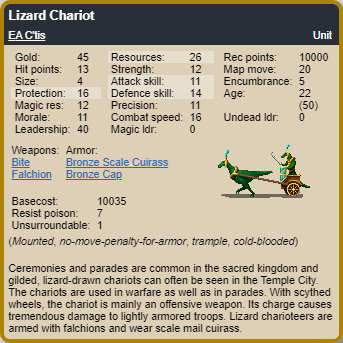 Lizard Chariot
EA C'tis Unit
Gold: 45 Resources: 26 Rec points: 10000
Hit points: 13 Strength: 12 Map move: 20
Size: 4 Attack skill: 11 Encumbrance: 5
Protection: 16 Defence skill: 14 Age: 22
Magic res: 12 Precision: 11 (50)
Morale: 11 Combat speed: 16 Undead ldr: 0
Leadership: 40 Magic ldr: 0
Weapons: Armor:
Bite Bronze Scale Cuirass
Falchion Bronze Cap
Basecost: 10035
Resist poison: 7
Unsurroundable: 1
(Mounted, no-move-penalty-for-armor, trample, cold-blooded)
Ceremonies and parades are common in the sacred kingdom and
gilded, lizard-drawn chariots can often be seen in the Temple City.
The chariots are used in warfare as well as in parades. With scythed
wheels, the chariot is mainly an offensive weapon. Its charge causes
tremendous damage to lightly armored troops. Lizard charioteers are
armed with falchions and wear scale mail cuirass.